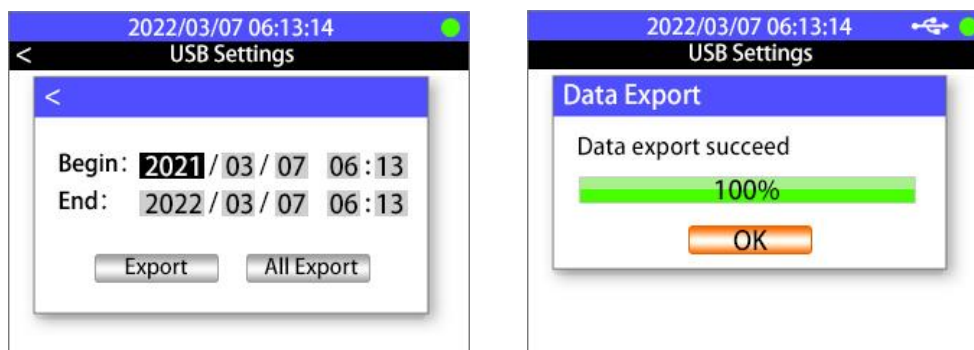 2022/03/07 06:13:14
< USB Settings
<
Begin: 2021 / 03 / 07 06 : 13
End: 2022 / 03 / 07 06 : 13
Export All Export
2022/03/07 06:13:14
USB Settings
Data Export
Data export succeed
100%
OK